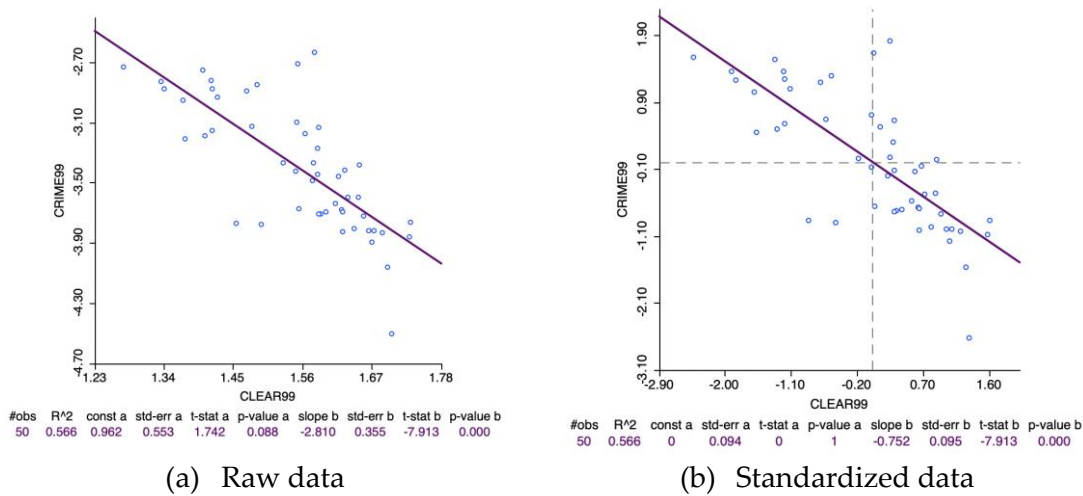 CRIME99
-2.70
-3.10
-3.50
-3.90
-4.30
-4.70
1.23 1.34 1.45 1.56 1.67 1.78
CLEAR99
#obs R^2 const a std-err a t-stat a p-value a slope b std-err b t-stat b p-value b
50 0.566 0.962 0.553 1.742 0.088 -2.810 0.355 -7.913 0.000
(a) Raw data
CRIME99
1.90
0.90
-0.10
-1.10
-2.10
-3.10
-2.90 -2.00 -1.10 -0.20 0.70 1.60
CLEAR99
#obs R^2 const a std-err a t-stat a p-value a slope b std-err b t-stat b p-value b
50 0.566 0 0.094 0 1 -0.752 0.095 -7.913 0.000
(b) Standardized data